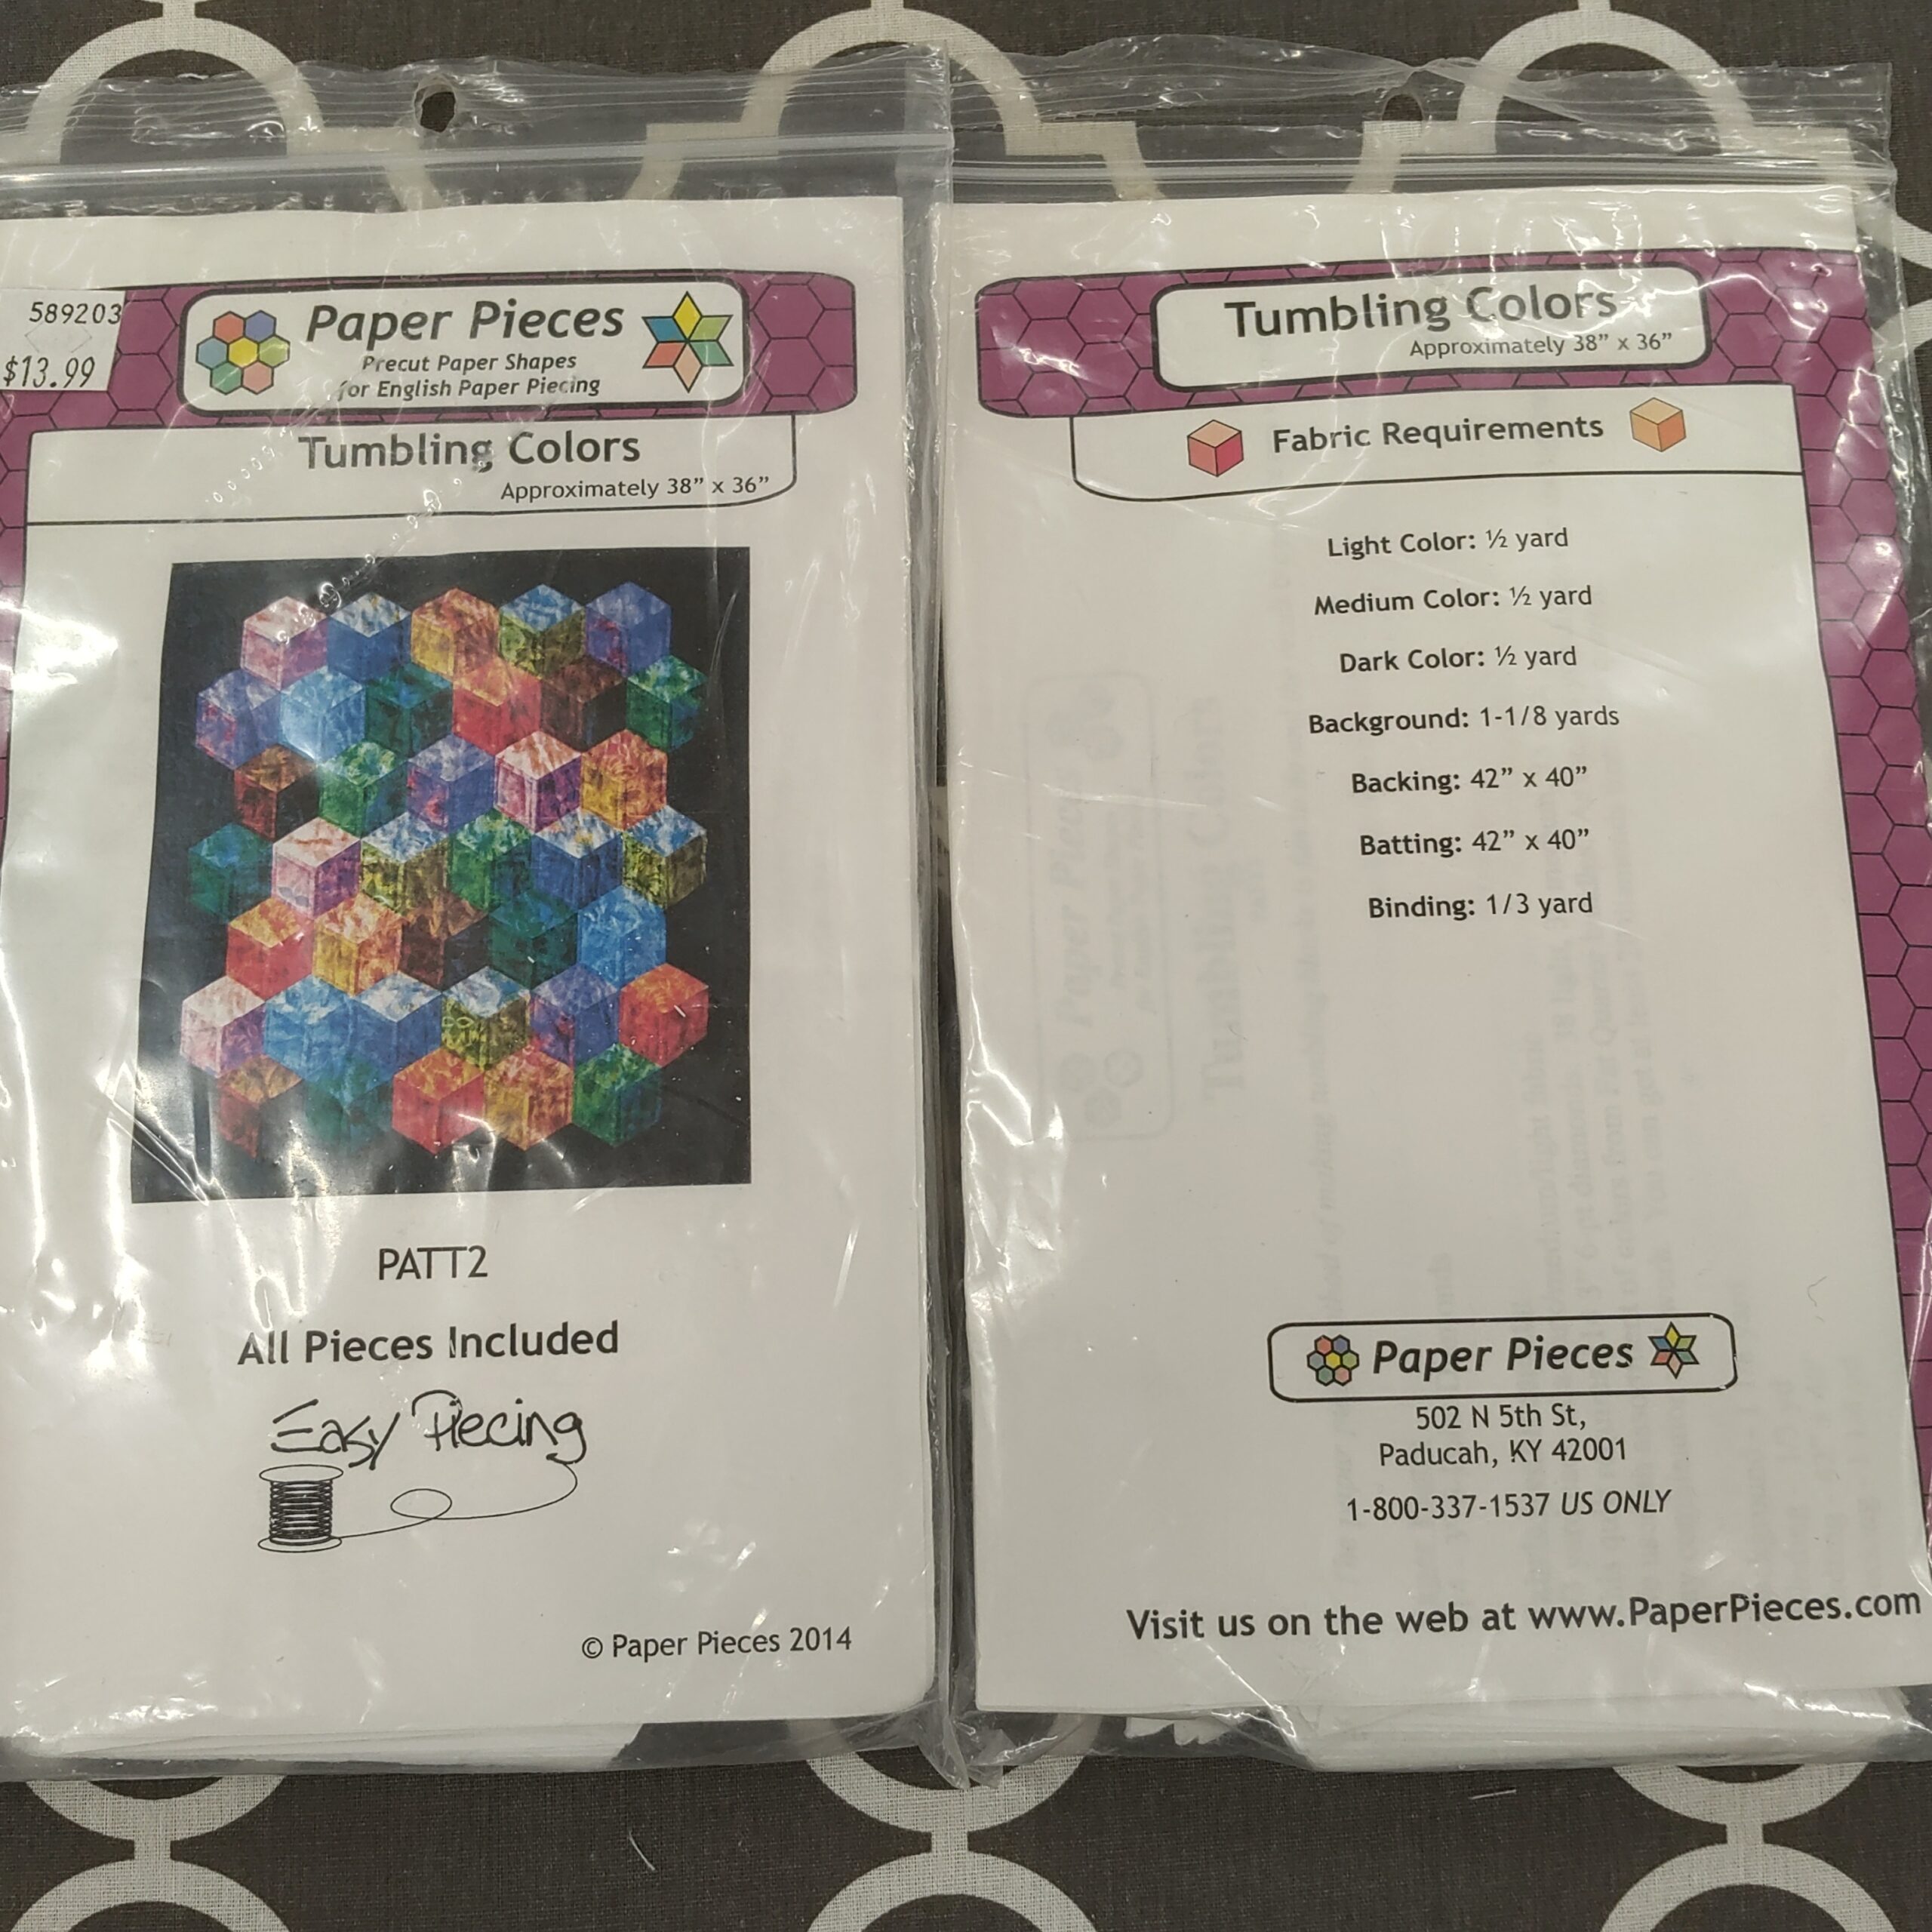 589203
$13.99
Paper Pieces
Precut Paper Shapes
for English Paper Piecing
Tumbling Colors
Approximately 38” x 36”
PATT2
All Pieces Included
Easy Piecing
© Paper Pieces 2014
Tumbling Colors
Approximately 38” x 36”
Fabric Requirements
Light Color: ½ yard
Medium Color: ½ yard
Dark Color: ½ yard
Background: 1-1/8 yards
Backing: 42” x 40”
Batting: 42” x 40”
Binding: 1/3 yard
Paper Pieces
502 N 5th St,
Paducah, KY 42001
1-800-337-1537 US ONLY
Visit us on the web at www.PaperPieces.com